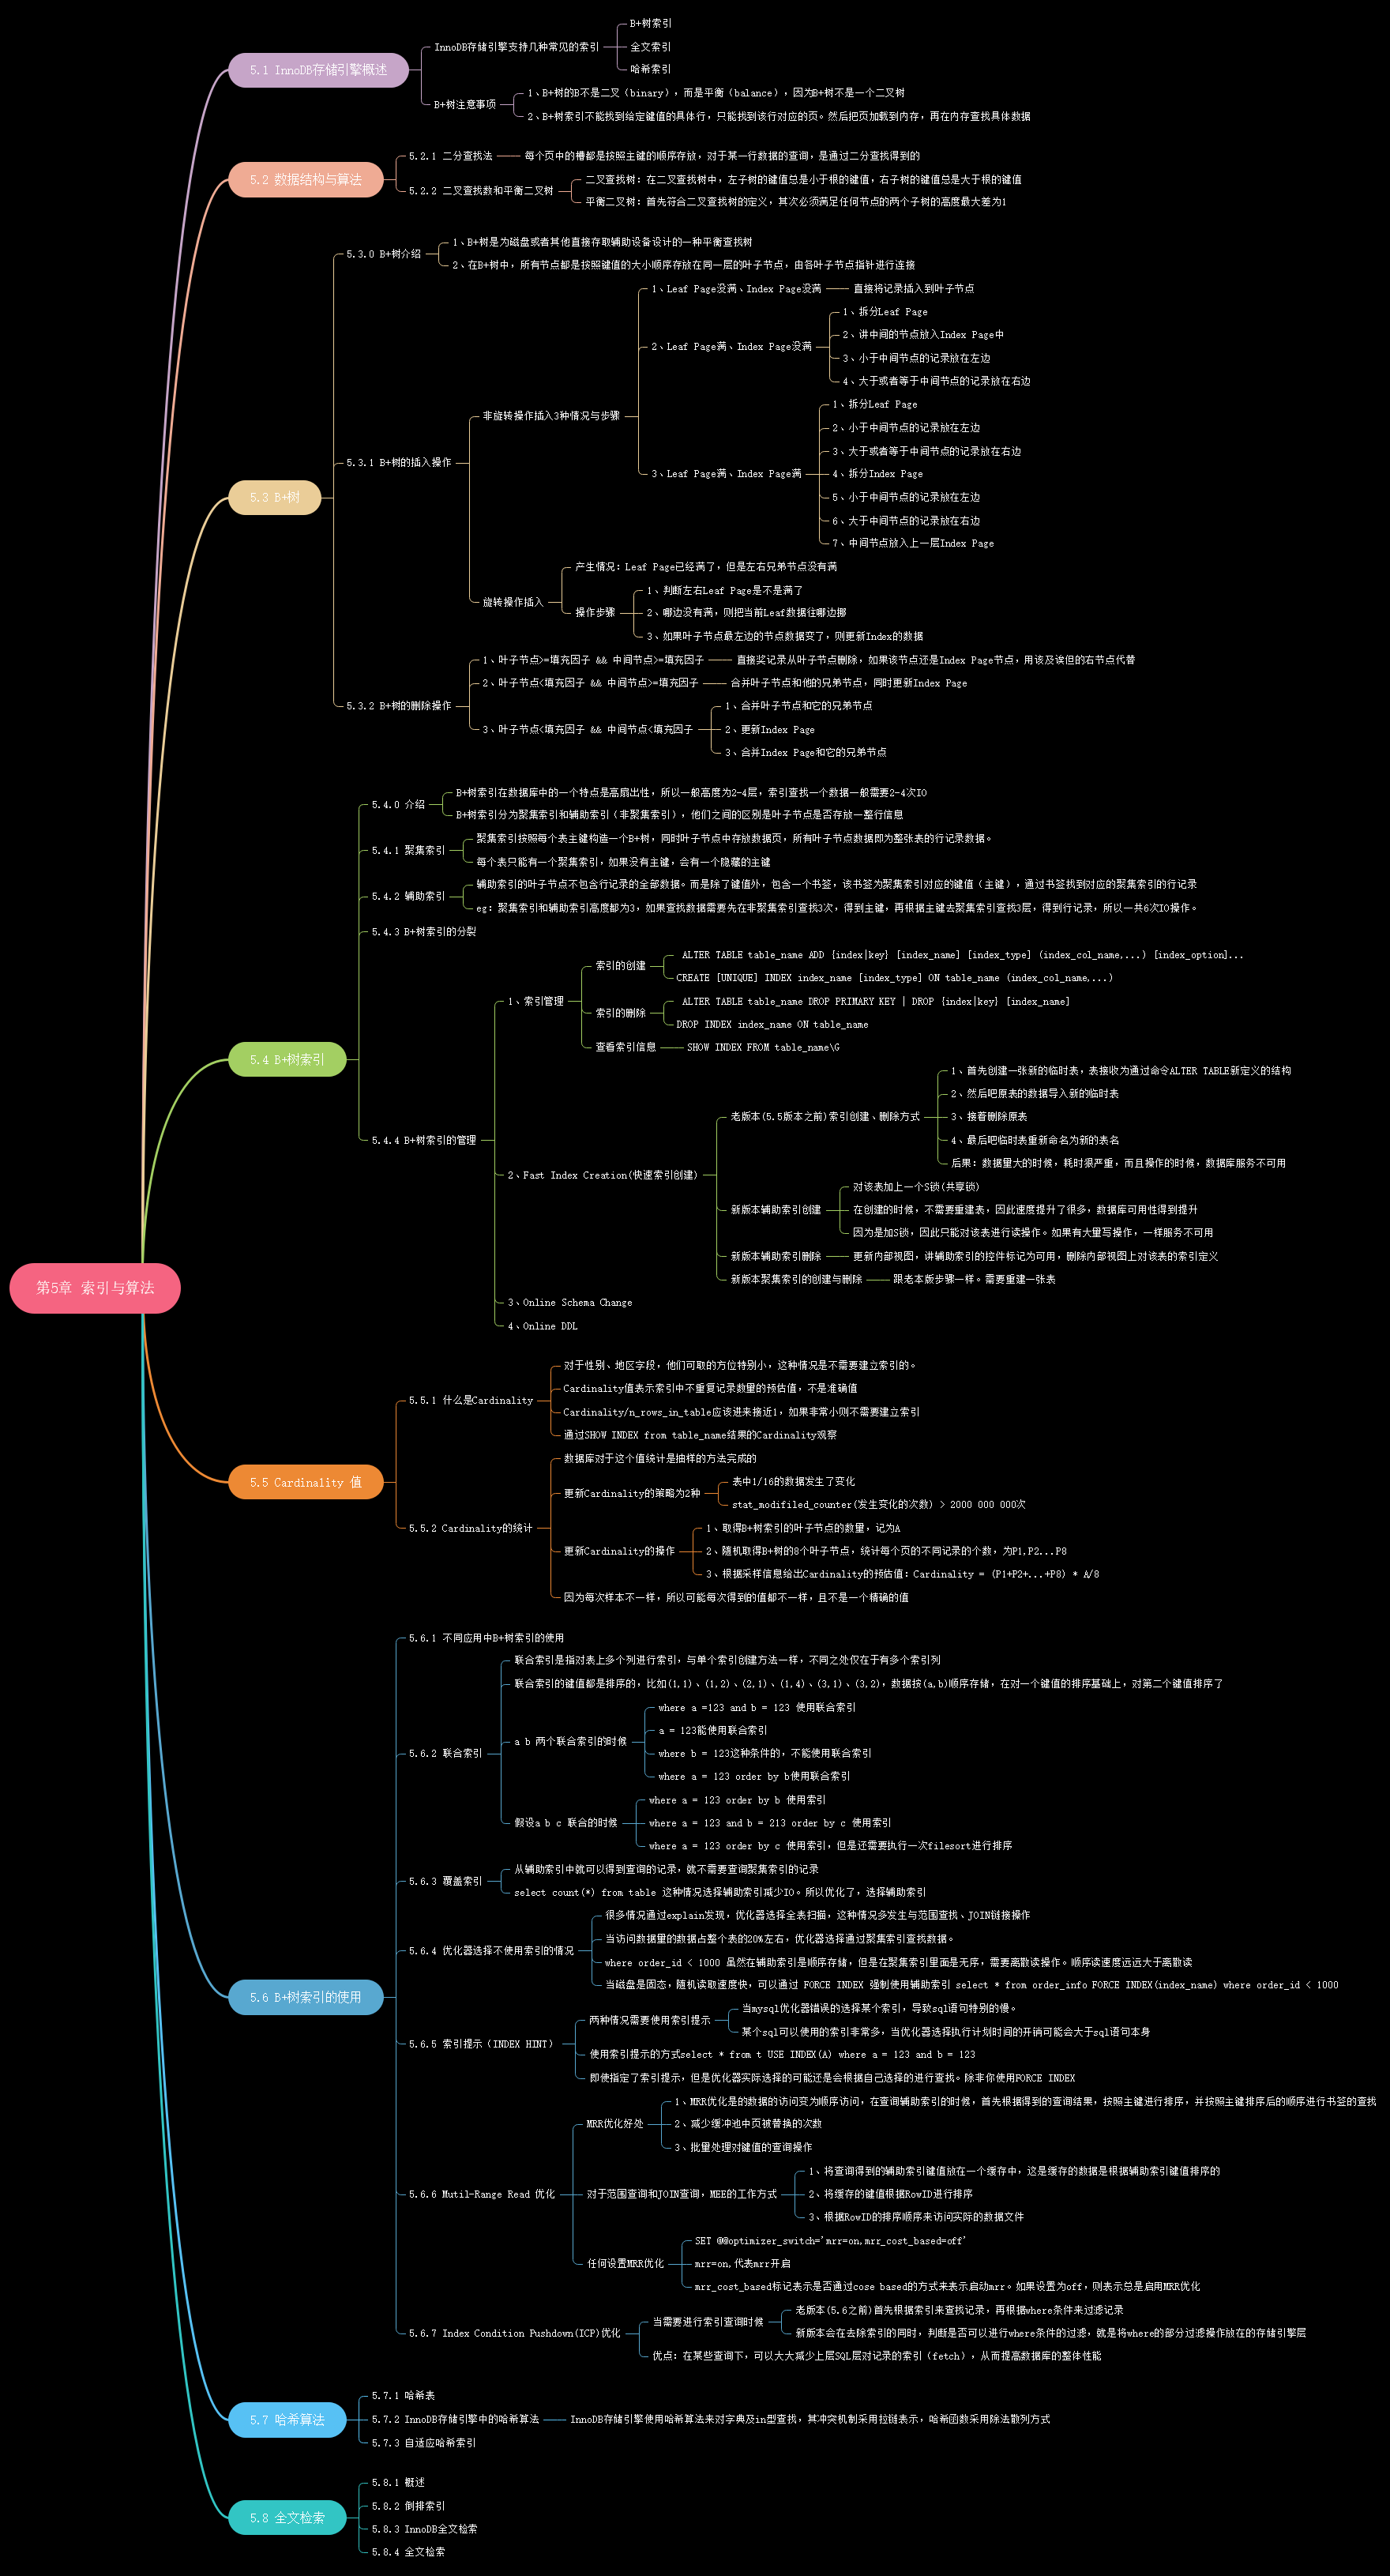 第5章 索引与算法
5.1 InnoDB存储引擎概述
InnoDB存储引擎支持几种常见的索引
B+树索引
全文索引
哈希索引
B+树注意事项
1、B+树的B不是二叉（binary），而是平衡（balance），因为B+树不是一个二叉树
2、B+树索引不能找到给定键值的具体行，只能找到该行对应的页。然后把页加载到内存，再在内存查找具体数据
5.2 数据结构与算法
5.2.1 二分查找法
每个页中的槽都是按照主键的顺序存放，对于某一行数据的查询，是通过二分查找得到的
5.2.2 二叉查找数和平衡二叉树
二叉查找树：在二叉查找树中，左子树的键值总是小于根的键值，右子树的键值总是大于根的键值
平衡二叉树：首先符合二叉查找树的定义，其次必须满足任何节点的两个子树的高度最大差为1
5.3 B+树
5.3.0 B+树介绍
1、B+树是为磁盘或者其他直接存取辅助设备设计的一种平衡查找树
2、在B+树中，所有节点都是按照键值的大小顺序存放在同一层的叶子节点，由各叶子节点指针进行连接
5.3.1 B+树的插入操作
非旋转操作插入3种情况与步骤
1、Leaf Page没满、Index Page没满
直接将记录插入到叶子节点
2、Leaf Page满、Index Page没满
1、拆分Leaf Page
2、讲中间的节点放入Index Page中
3、小于中间节点的记录放在左边
4、大于或者等于中间节点的记录放在右边
3、Leaf Page满、Index Page满
1、拆分Leaf Page
2、小于中间节点的记录放在左边
3、大于或者等于中间节点的记录放在右边
4、拆分Index Page
5、小于中间节点的记录放在左边
6、大于中间节点的记录放在右边
7、中间节点放入上一层Index Page
旋转操作插入
产生情况：Leaf Page已经满了，但是左右兄弟节点没有满
操作步骤
1、判断左右Leaf Page是不是满了
2、哪边没有满，则把当前Leaf数据往哪边挪
3、如果叶子节点最左边的节点数据变了，则更新Index的数据
5.3.2 B+树的删除操作
1、叶子节点>=填充因子 && 中间节点>=填充因子
直接奖记录从叶子节点删除，如果该节点还是Index Page节点，用该及诶但的右节点代替
2、叶子节点<填充因子 && 中间节点>=填充因子
合并叶子节点和他的兄弟节点，同时更新Index Page
3、叶子节点<填充因子 && 中间节点<填充因子
1、合并叶子节点和它的兄弟节点
2、更新Index Page
3、合并Index Page和它的兄弟节点
5.4 B+树索引
5.4.0 介绍
B+树索引在数据库中的一个特点是高扇出性，所以一般高度为2-4层，索引查找一个数据一般需要2-4次IO
B+树索引分为聚集索引和辅助索引（非聚集索引），他们之间的区别是叶子节点是否存放一整行信息
5.4.1 聚集索引
聚集索引按照每个表主键构造一个B+树，同时叶子节点中存放数据页，所有叶子节点数据即为整张表的行记录数据。
每个表只能有一个聚集索引，如果没有主键，会有一个隐藏的主键
5.4.2 辅助索引
辅助索引的叶子节点不包含行记录的全部数据。而是除了键值外，包含一个书签，该书签为聚集索引对应的键值（主键），通过书签找到对应的聚集索引的行记录
eg：聚集索引和辅助索引高度都为3，如果查找数据需要先在非聚集索引查找3次，得到主键，再根据主键去聚集索引查找3层，得到行记录，所以一共6次IO操作。
5.4.3 B+树索引的分裂
5.4.4 B+树索引的管理
1、索引管理
索引的创建
ALTER TABLE table_name ADD {index|key} [index_name] [index_type] (index_col_name,...) [index_option]...
CREATE [UNIQUE] INDEX index_name [index_type] ON table_name (index_col_name,...)
索引的删除
ALTER TABLE table_name DROP PRIMARY KEY | DROP {index|key} [index_name]
DROP INDEX index_name ON table_name
查看索引信息
SHOW INDEX FROM table_name\G
2、Fast Index Creation(快速索引创建)
老版本(5.5版本之前)索引创建、删除方式
1、首先创建一张新的临时表，表接收为通过命令ALTER TABLE新定义的结构
2、然后吧原表的数据导入新的临时表
3、接着删除原表
4、最后吧临时表重新命名为新的表名
后果：数据量大的时候，耗时狠严重，而且操作的时候，数据库服务不可用
新版本辅助索引创建
对该表加上一个S锁(共享锁)
在创建的时候，不需要重建表，因此速度提升了很多，数据库可用性得到提升
因为是加S锁，因此只能对该表进行读操作。如果有大量写操作，一样服务不可用
新版本辅助索引删除
更新内部视图，讲辅助索引的控件标记为可用，删除内部视图上对该表的索引定义
新版本聚集索引的创建与删除
跟老本版步骤一样。需要重建一张表
3、Online Schema Change
4、Online DDL
5.5 Cardinality 值
5.5.1 什么是Cardinality
对于性别、地区字段，他们可取的方位特别小，这种情况是不需要建立索引的。
Cardinality值表示索引中不重复记录数量的预估值，不是准确值
Cardinality/n_rows_in_table应该进来接近1，如果非常小则不需要建立索引
通过SHOW INDEX from table_name结果的Cardinality观察
5.5.2 Cardinality的统计
数据库对于这个值统计是抽样的方法完成的
更新Cardinality的策略为2种
表中1/16的数据发生了变化
stat_modifiled_counter(发生变化的次数) > 2000 000 000次
更新Cardinality的操作
1、取得B+树索引的叶子节点的数量，记为A
2、随机取得B+树的8个叶子节点，统计每个页的不同记录的个数，为P1,P2...P8
3、根据采样信息给出Cardinality的预估值：Cardinality = (P1+P2+...+P8) * A/8
因为每次样本不一样，所以可能每次得到的值都不一样，且不是一个精确的值
5.6 B+树索引的使用
5.6.1 不同应用中B+树索引的使用
5.6.2 联合索引
联合索引是指对表上多个列进行索引，与单个索引创建方法一样，不同之处仅在于有多个索引列
联合索引的键值都是排序的，比如(1,1)、(1,2)、(2,1)、(1,4)、(3,1)、(3,2)，数据按(a,b)顺序存储，在对一个键值的排序基础上，对第二个键值排序了
a b 两个联合索引的时候
where a =123 and b = 123 使用联合索引
a = 123能使用联合索引
where b = 123这种条件的，不能使用联合索引
where a = 123 order by b使用联合索引
假设a b c 联合的时候
where a = 123 order by b 使用索引
where a = 123 and b = 213 order by c 使用索引
where a = 123 order by c 使用索引，但是还需要执行一次filesort进行排序
5.6.3 覆盖索引
从辅助索引中就可以得到查询的记录，就不需要查询聚集索引的记录
select count(*) from table 这种情况选择辅助索引减少IO。所以优化了，选择辅助索引
5.6.4 优化器选择不使用索引的情况
很多情况通过explain发现，优化器选择全表扫描，这种情况多发生与范围查找、JOIN链接操作
当访问数据量的数据占整个表的20%左右，优化器选择通过聚集索引查找数据。
where order_id < 1000 虽然在辅助索引是顺序存储，但是在聚集索引里面是无序，需要离散读操作。顺序读速度远远大于离散读
当磁盘是固态，随机读取速度快，可以通过 FORCE INDEX 强制使用辅助索引 select * from order_info FORCE INDEX(index_name) where order_id < 1000
5.6.5 索引提示（INDEX HINT）
两种情况需要使用索引提示
当mysql优化器错误的选择某个索引，导致sql语句特别的慢。
某个sql可以使用的索引非常多，当优化器选择执行计划时间的开销可能会大于sql语句本身
使用索引提示的方式select * from t USE INDEX(A) where a = 123 and b = 123
即使指定了索引提示，但是优化器实际选择的可能还是会根据自己选择的进行查找。除非你使用FORCE INDEX
5.6.6 Mutil-Range Read 优化
MRR优化好处
1、MRR优化是的数据的访问变为顺序访问，在查询辅助索引的时候，首先根据得到的查询结果，按照主键进行排序，并按照主键排序后的顺序进行书签的查找
2、减少缓冲池中页被替换的次数
3、批量处理对键值的查询操作
对于范围查询和JOIN查询，MEE的工作方式
1、将查询得到的辅助索引键值放在一个缓存中，这是缓存的数据是根据辅助索引键值排序的
2、将缓存的键值根据RowID进行排序
3、根据RowID的排序顺序来访问实际的数据文件
任何设置MRR优化
SET @@optimizer_switch='mrr=on,mrr_cost_based=off'
mrr=on,代表mrr开启
mrr_cost_based标记表示是否通过cose based的方式来表示启动mrr。如果设置为off，则表示总是启用MRR优化
5.6.7 Index Condition Pushdown(ICP)优化
当需要进行索引查询时候
老版本(5.6之前)首先根据索引来查找记录，再根据where条件来过滤记录
新版本会在去除索引的同时，判断是否可以进行where条件的过滤，就是将where的部分过滤操作放在的存储引擎层
优点：在某些查询下，可以大大减少上层SQL层对记录的索引（fetch），从而提高数据库的整体性能
5.7 哈希算法
5.7.1 哈希表
5.7.2 InnoDB存储引擎中的哈希算法
InnoDB存储引擎使用哈希算法来对字典及in型查找，其冲突机制采用拉链表示，哈希函数采用除法散列方式
5.7.3 自适应哈希索引
5.8 全文检索
5.8.1 概述
5.8.2 倒排索引
5.8.3 InnoDB全文检索
5.8.4 全文检索